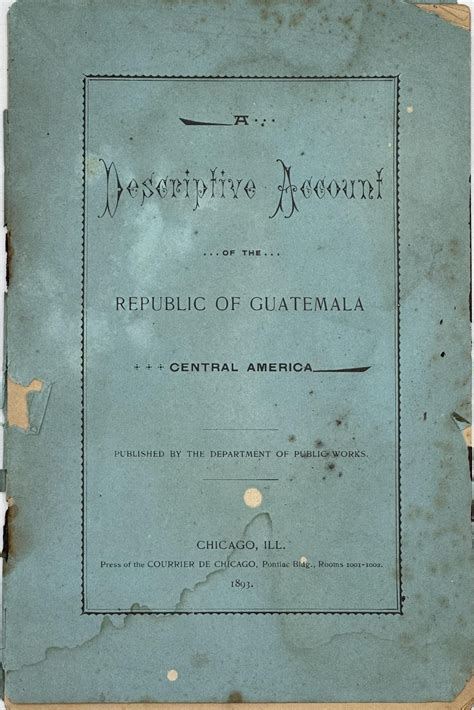 A...
Descriptive Account
...OF THE...
REPUBLIC OF GUATEMALA
+++CENTRAL AMERICA
PUBLISHED BY THE DEPARTMENT OF PUBLIC WORKS.
CHICAGO, ILL.
Press of the COURRIER DE CHICAGO, Pontiac Bldg., Rooms 1001-1002.
1893.